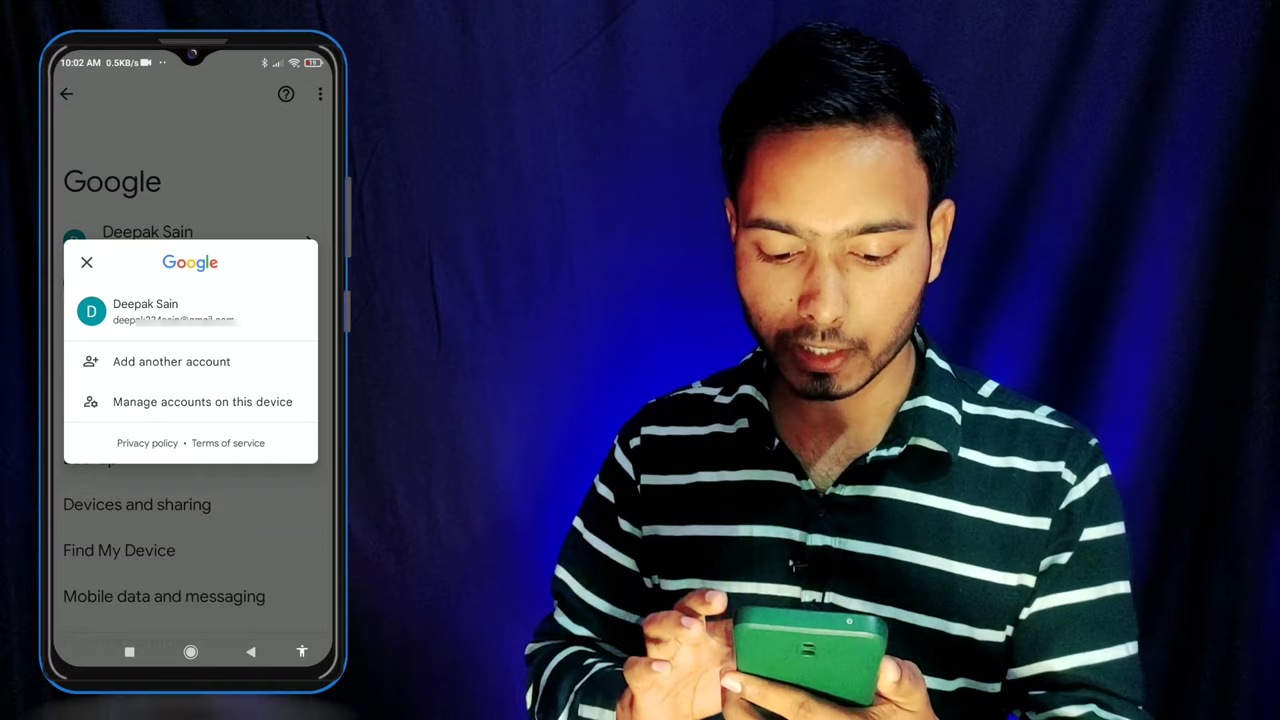 10:02 AM 0.5KB/s
19
Google
Deepak Sain
Google
D
Deepak Sain
Add another account
Manage accounts on this device
Privacy policy • Terms of service
Devices and sharing
Find My Device
Mobile data and messaging